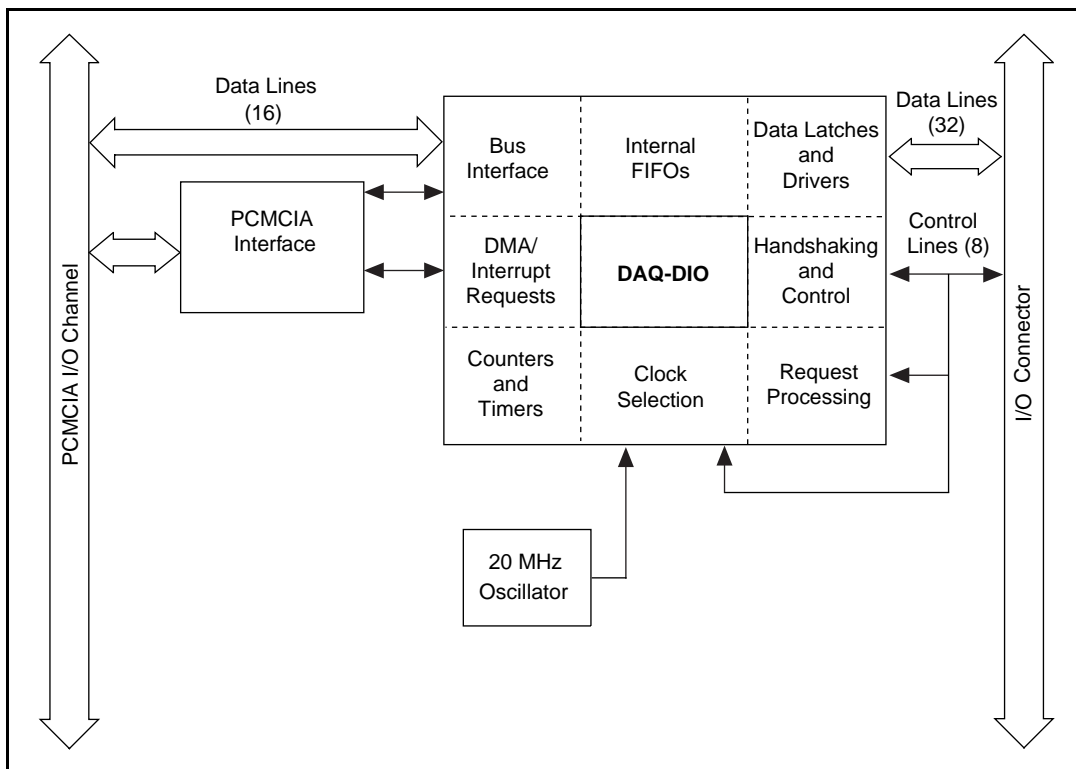 Data Lines
(16)
Data Lines
(32)
Bus
Interface
Internal
FIFOs
Data Latches
and
Drivers
PCMCIA
Interface
DMA/
Interrupt
Requests
DAQ-DIO
Handshaking
and
Control
Control
Lines (8)
Counters
and
Timers
Clock
Selection
Request
Processing
PCMCIA I/O Channel
I/O Connector
20 MHz
Oscillator